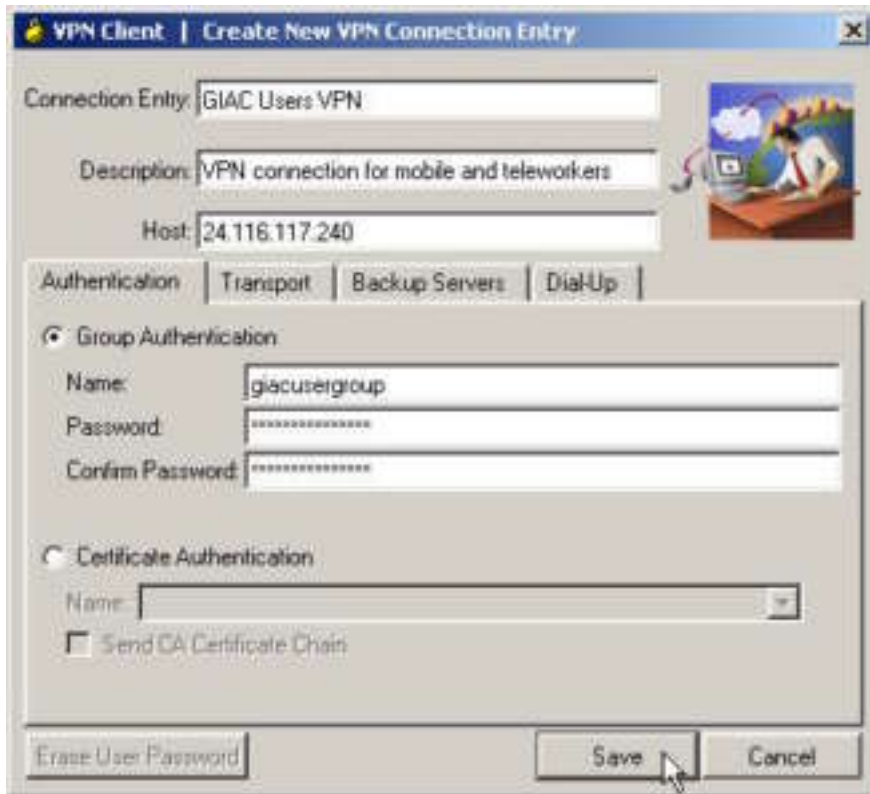 VPN Client | Create New VPN Connection Entry
Connection Entry: GIAC Users VPN
Description: VPN connection for mobile and teleworkers
Host: 24.116.117.240
Authentication Transport Backup Servers Dial-Up
Group Authentication
Name: giacusergroup
Password: ***************
Confirm Password: ***************
Certificate Authentication
Name:
Send CA Certificate Chain
Erase User Password Save Cancel